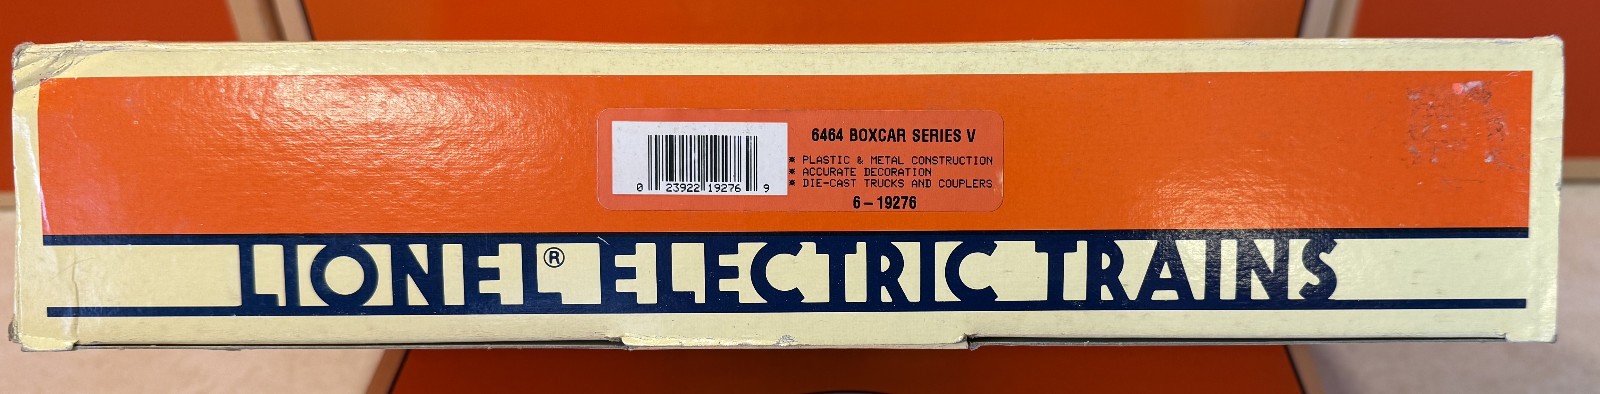 6464 BOXCAR SERIES V
* PLASTIC & METAL CONSTRUCTION
* ACCURATE DECORATION
* DIE-CAST TRUCKS AND COUPLERS
6-19276
0 23922 19276 9
LIONEL® ELECTRIC TRAINS